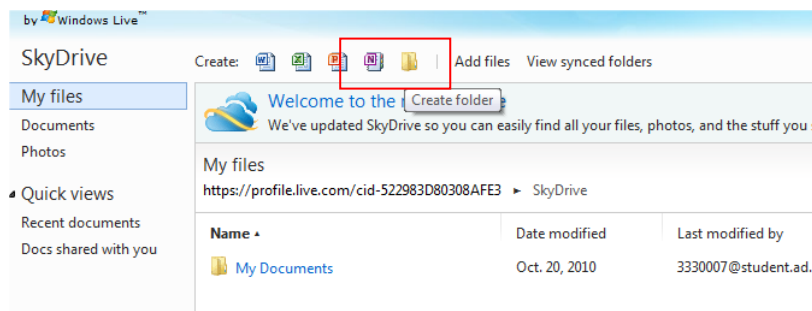 by Windows Live™
SkyDrive
Create: Add files View synced folders
My files
Documents
Photos
Quick views
Recent documents
Docs shared with you
Welcome to the
Create folder
We've updated SkyDrive so you can easily find all your files, photos, and the stuff you
My files
https://profile.live.com/cid-522983D80308AFE3 ► SkyDrive
Name Date modified Last modified by
My Documents Oct. 20, 2010 3330007@student.ad.